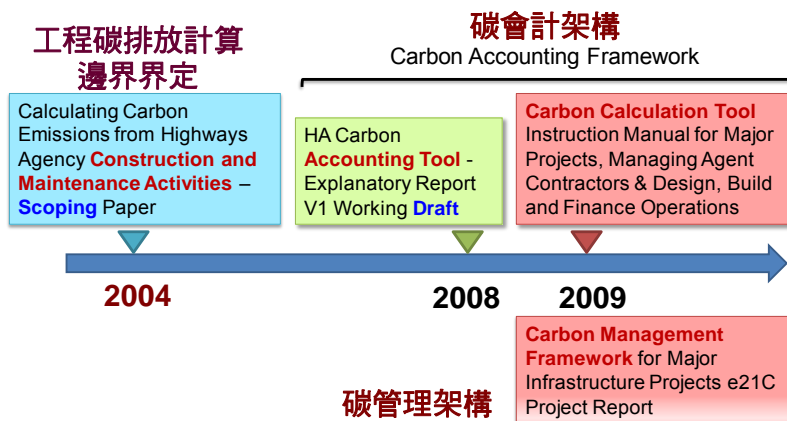 工程碳排放計算
邊界界定
碳會計架構
Carbon Accounting Framework
Calculating Carbon
Emissions from Highways
Agency Construction and
Maintenance Activities –
Scoping Paper
HA Carbon
Accounting Tool -
Explanatory Report
V1 Working Draft
Carbon Calculation Tool
Instruction Manual for Major
Projects, Managing Agent
Contractors & Design, Build
and Finance Operations
2004
2008
2009
碳管理架構
Carbon Management
Framework for Major
Infrastructure Projects e21C
Project Report